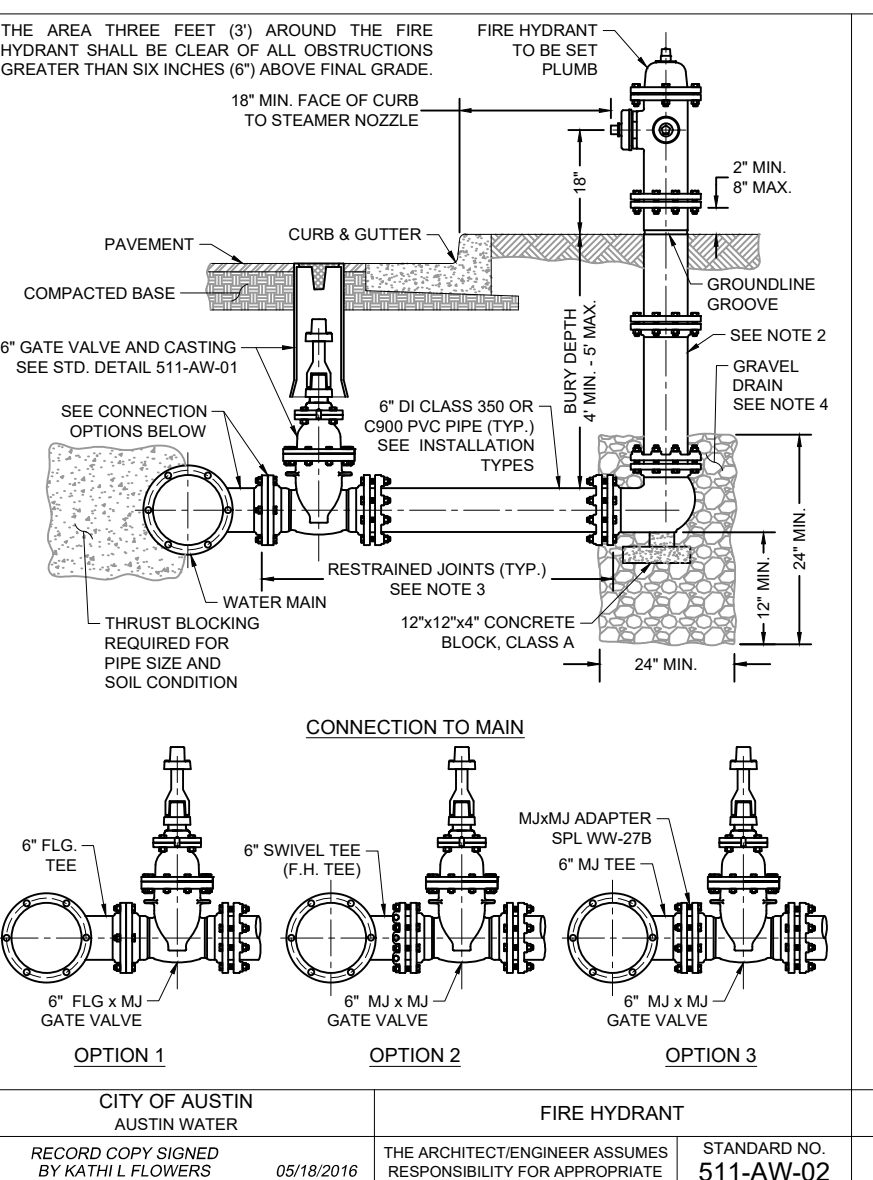 THE AREA THREE FEET (3') AROUND THE FIRE
HYDRANT SHALL BE CLEAR OF ALL OBSTRUCTIONS
GREATER THAN SIX INCHES (6") ABOVE FINAL GRADE.
FIRE HYDRANT
TO BE SET
PLUMB
18" MIN. FACE OF CURB
TO STEAMER NOZZLE
18"
2" MIN.
8" MAX.
PAVEMENT
CURB & GUTTER
COMPACTED BASE
GROUNDLINE
GROOVE
BURY DEPTH
4' MIN. - 5' MAX.
6" GATE VALVE AND CASTING
SEE STD. DETAIL 511-AW-01
SEE NOTE 2
GRAVEL
DRAIN
SEE NOTE 4
SEE CONNECTION
OPTIONS BELOW
6" DI CLASS 350 OR
C900 PVC PIPE (TYP.)
SEE INSTALLATION
TYPES
RESTRAINED JOINTS (TYP.)
SEE NOTE 3
12" MIN.
24" MIN.
WATER MAIN
THRUST BLOCKING
REQUIRED FOR
PIPE SIZE AND
SOIL CONDITION
12"x12"x4" CONCRETE
BLOCK, CLASS A
24" MIN.
CONNECTION TO MAIN
6" FLG.
TEE
6" FLG x MJ
GATE VALVE
OPTION 1
6" SWIVEL TEE
(F.H. TEE)
6" MJ x MJ
GATE VALVE
OPTION 2
MJxMJ ADAPTER
SPL WW-27B
6" MJ TEE
6" MJ x MJ
GATE VALVE
OPTION 3
CITY OF AUSTIN
AUSTIN WATER
FIRE HYDRANT
RECORD COPY SIGNED
BY KATHI L FLOWERS
05/18/2016
THE ARCHITECT/ENGINEER ASSUMES
RESPONSIBILITY FOR APPROPRIATE
STANDARD NO.
511-AW-02